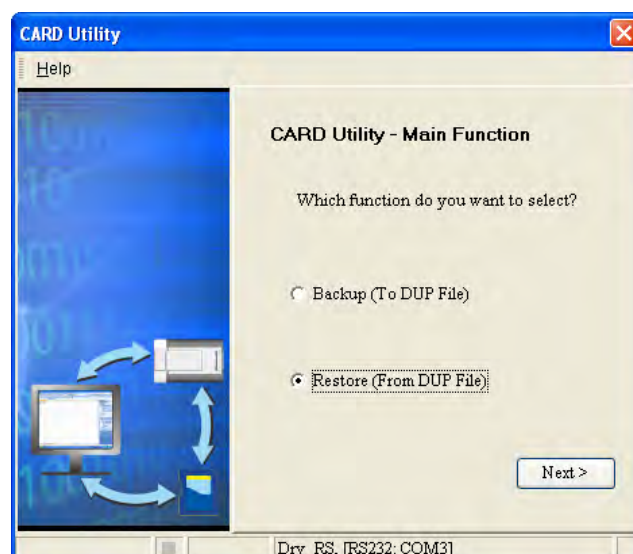 CARD Utility
Help
CARD Utility - Main Function
Which function do you want to select?
Backup (To DUP File)
Restore (From DUP File)
Next >
Drv_RS, [RS232: COM3]